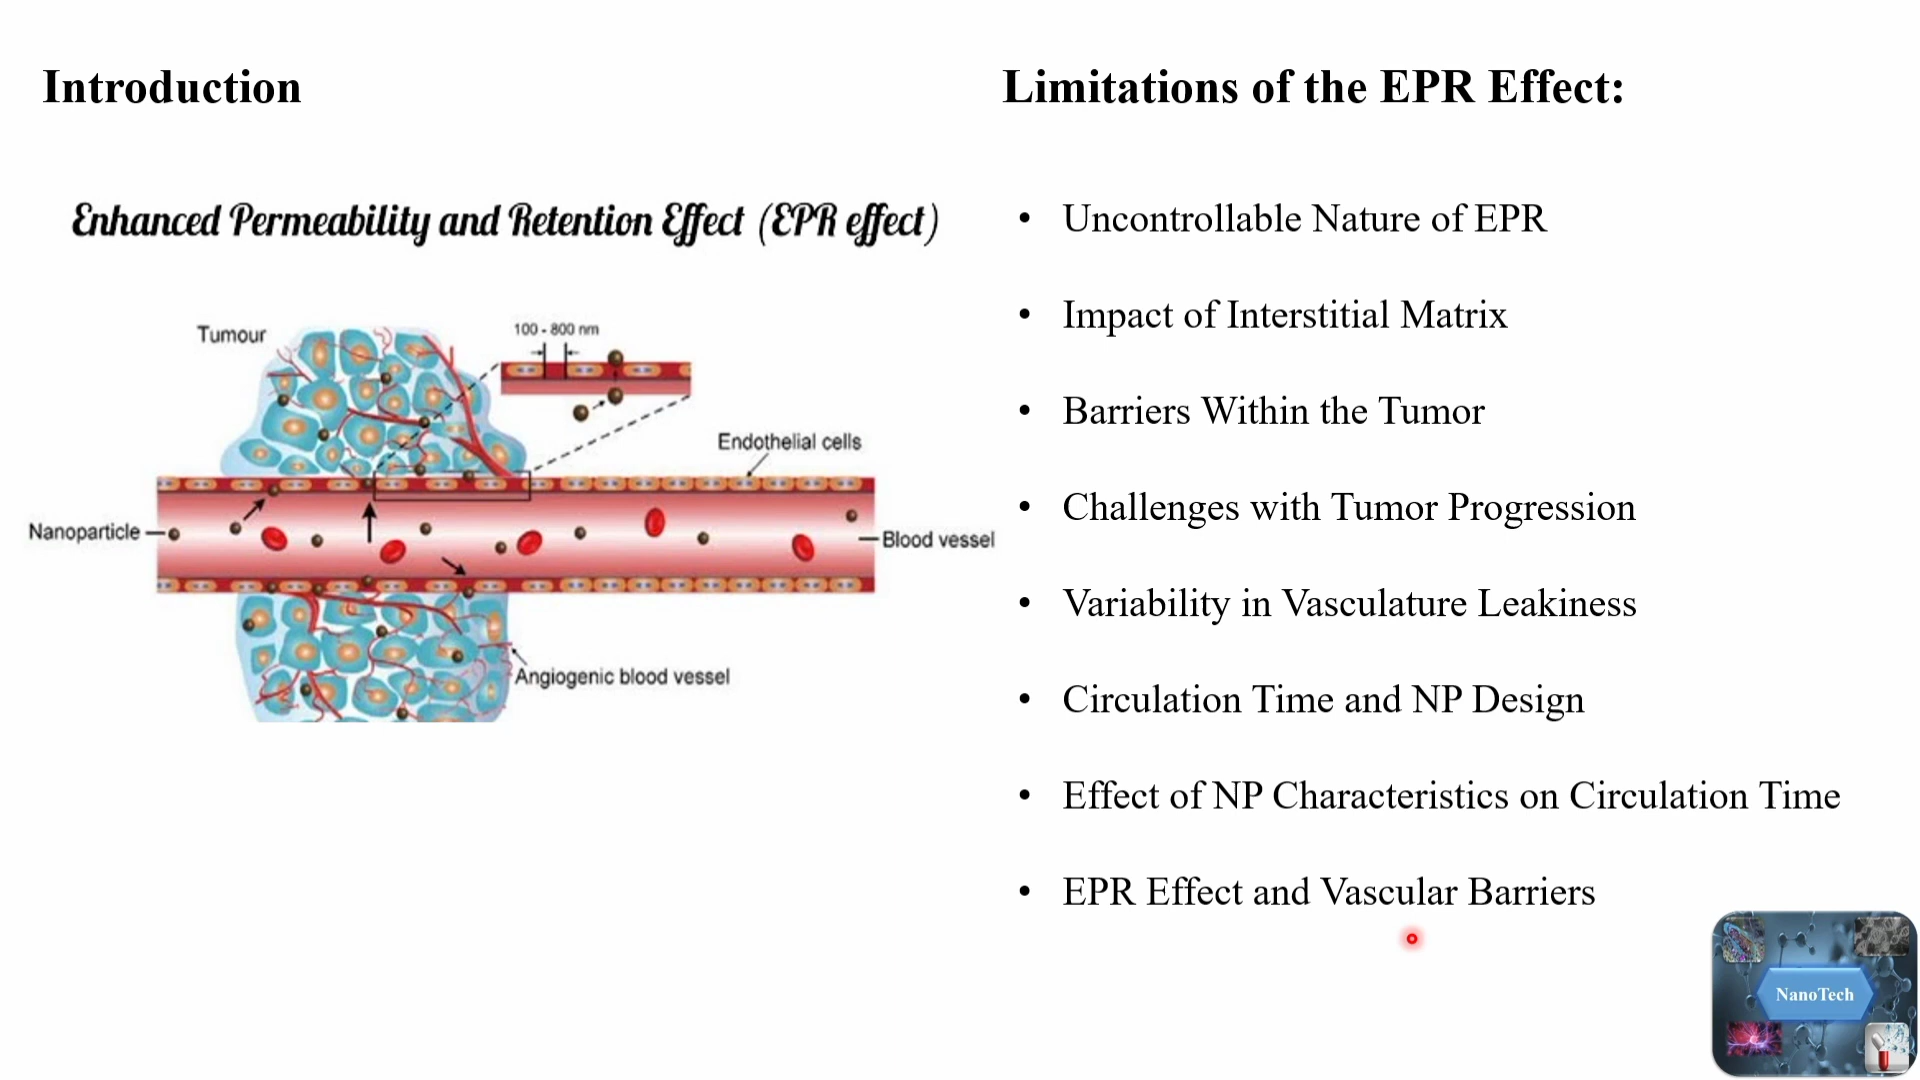 Introduction
Enhanced Permeability and Retention Effect (EPR effect)
Tumour
100 - 800 nm
Endothelial cells
Nanoparticle
Blood vessel
Angiogenic blood vessel
Limitations of the EPR Effect:
• Uncontrollable Nature of EPR
• Impact of Interstitial Matrix
• Barriers Within the Tumor
• Challenges with Tumor Progression
• Variability in Vasculature Leakiness
• Circulation Time and NP Design
• Effect of NP Characteristics on Circulation Time
• EPR Effect and Vascular Barriers
NanoTech